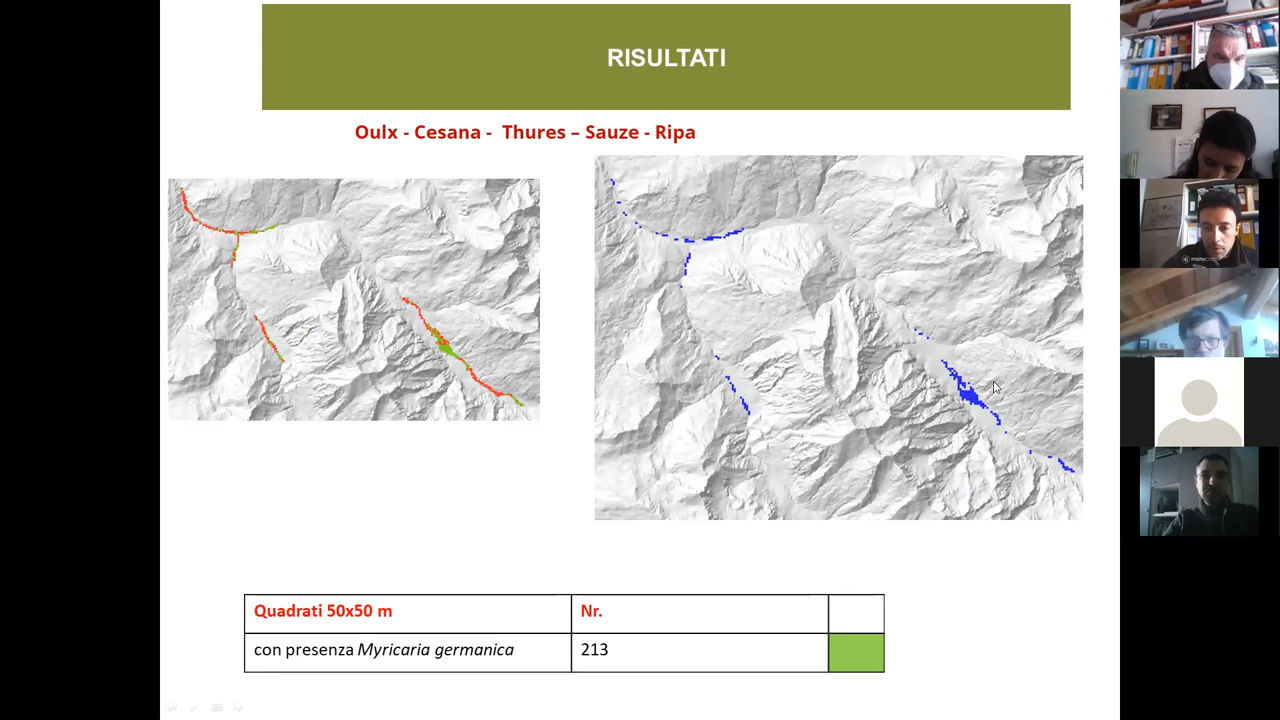 RISULTATI
Oulx - Cesana - Thures – Sauze - Ripa
Quadrati 50x50 m Nr.
con presenza Myricaria germanica 213